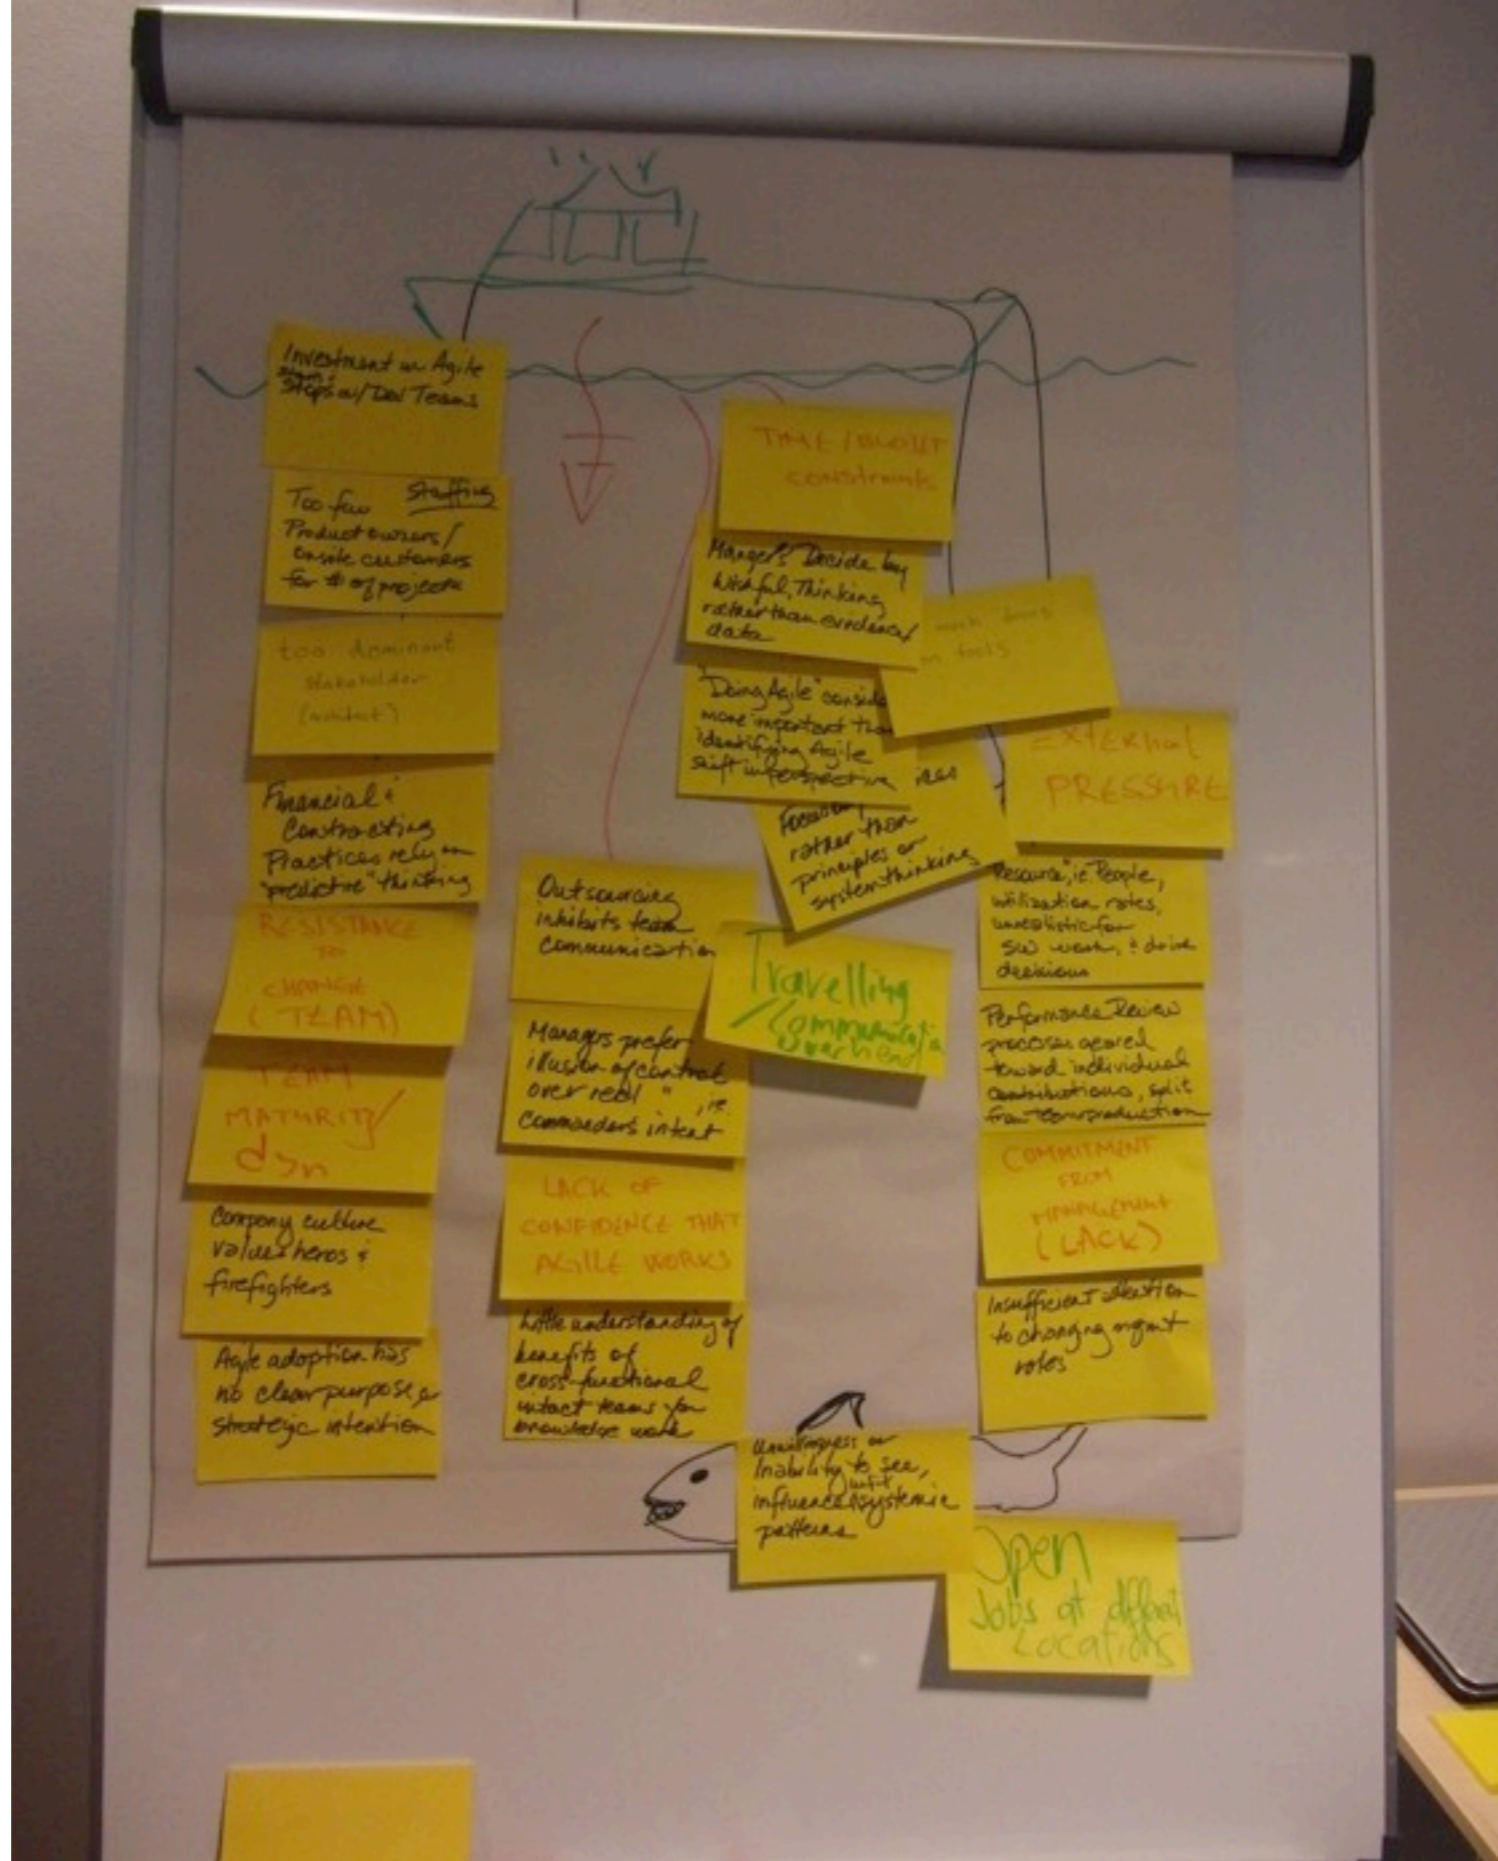 Investment in Agile
stops w/ Dev Teams
Too few Staffing
Product owners/
onsite customers
for # of projects
too dominant
stakeholder
(architect)
Financial &
Contracting
Practices rely on
"predictive" thinking
RESISTANCE
TO
CHANGE
(TEAM)
TEAM
MATURITY/
dyn
Company culture
values heros &
firefighters
Agile adoption has
no clear purpose or
strategic intention
Outsourcing
inhibits team
communication
Managers prefer
illusion of control
over real " , ie.
Commanders intent
LACK OF
CONFIDENCE THAT
AGILE WORKS
Little understanding of
benefits of
cross-functional
intact teams for
knowledge work
TIME/BUDGET
constraints
Decide by
Wishful, Thinking
rather than evidence/
data
"Doing Agile"
more important
identifying Agile
shift in perspective
Focus on
rather than
principles or
system thinking
Travelling
/Communicatio
overhead
tools
EXTERNAL
PRESSURE
Resource, ie People,
utilization rates,
unrealistic for
SW work, & drive
decisions
Performance Review
processes geared
toward individual
contributions, split
from team production
COMMITMENT
FROM
MANAGEMENT
(LACK)
Insufficient attention
to changing mgmt
roles
Unwillingness or
Inability to see,
influence systemic
patterns
Open
Jobs at different
Locations